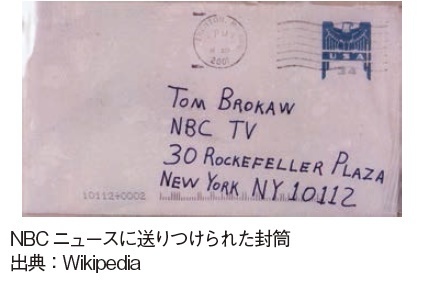 2001
USA
34
TOM BROKAW
NBC TV
30 ROCKEFELLER PLAZA
NEW YORK NY 10112
10112+0002
NBCニュースに送りつけられた封筒
出典：Wikipedia